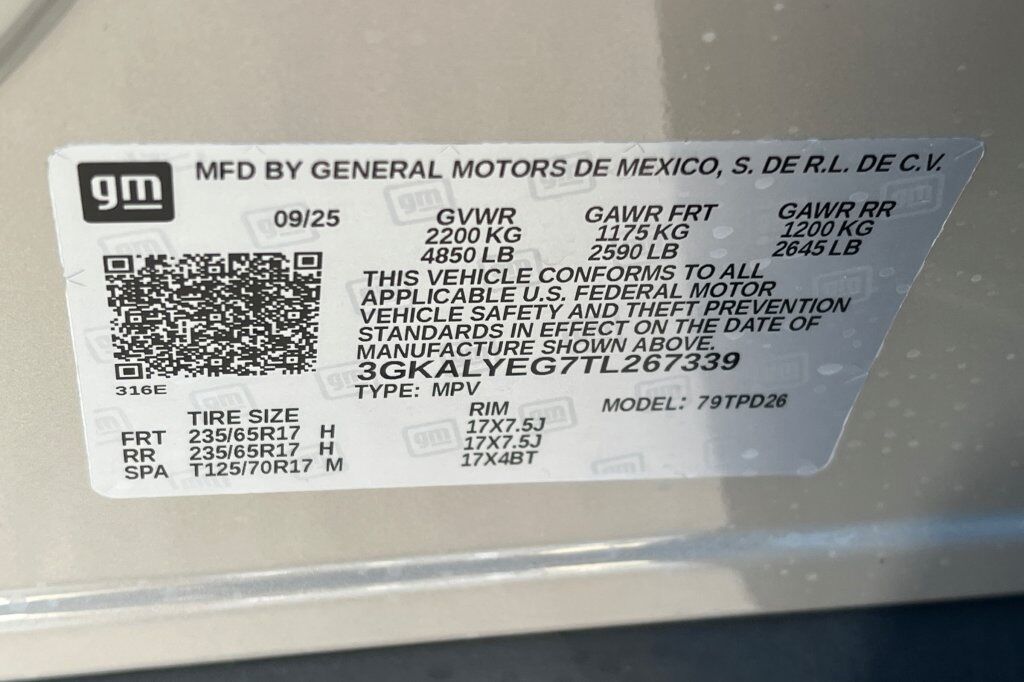 gm
MFD BY GENERAL MOTORS DE MEXICO, S. DE R.L. DE C.V.
09/25 GVWR GAWR FRT GAWR RR
2200 KG 1175 KG 1200 KG
4850 LB 2590 LB 2645 LB
THIS VEHICLE CONFORMS TO ALL
APPLICABLE U.S. FEDERAL MOTOR
VEHICLE SAFETY AND THEFT PREVENTION
STANDARDS IN EFFECT ON THE DATE OF
MANUFACTURE SHOWN ABOVE.
3GKALYEG7TL267339
316E
TYPE: MPV MODEL: 79TPD26
TIRE SIZE RIM
FRT 235/65R17 H 17X7.5J
RR 235/65R17 H 17X7.5J
SPA T125/70R17 M 17X4BT